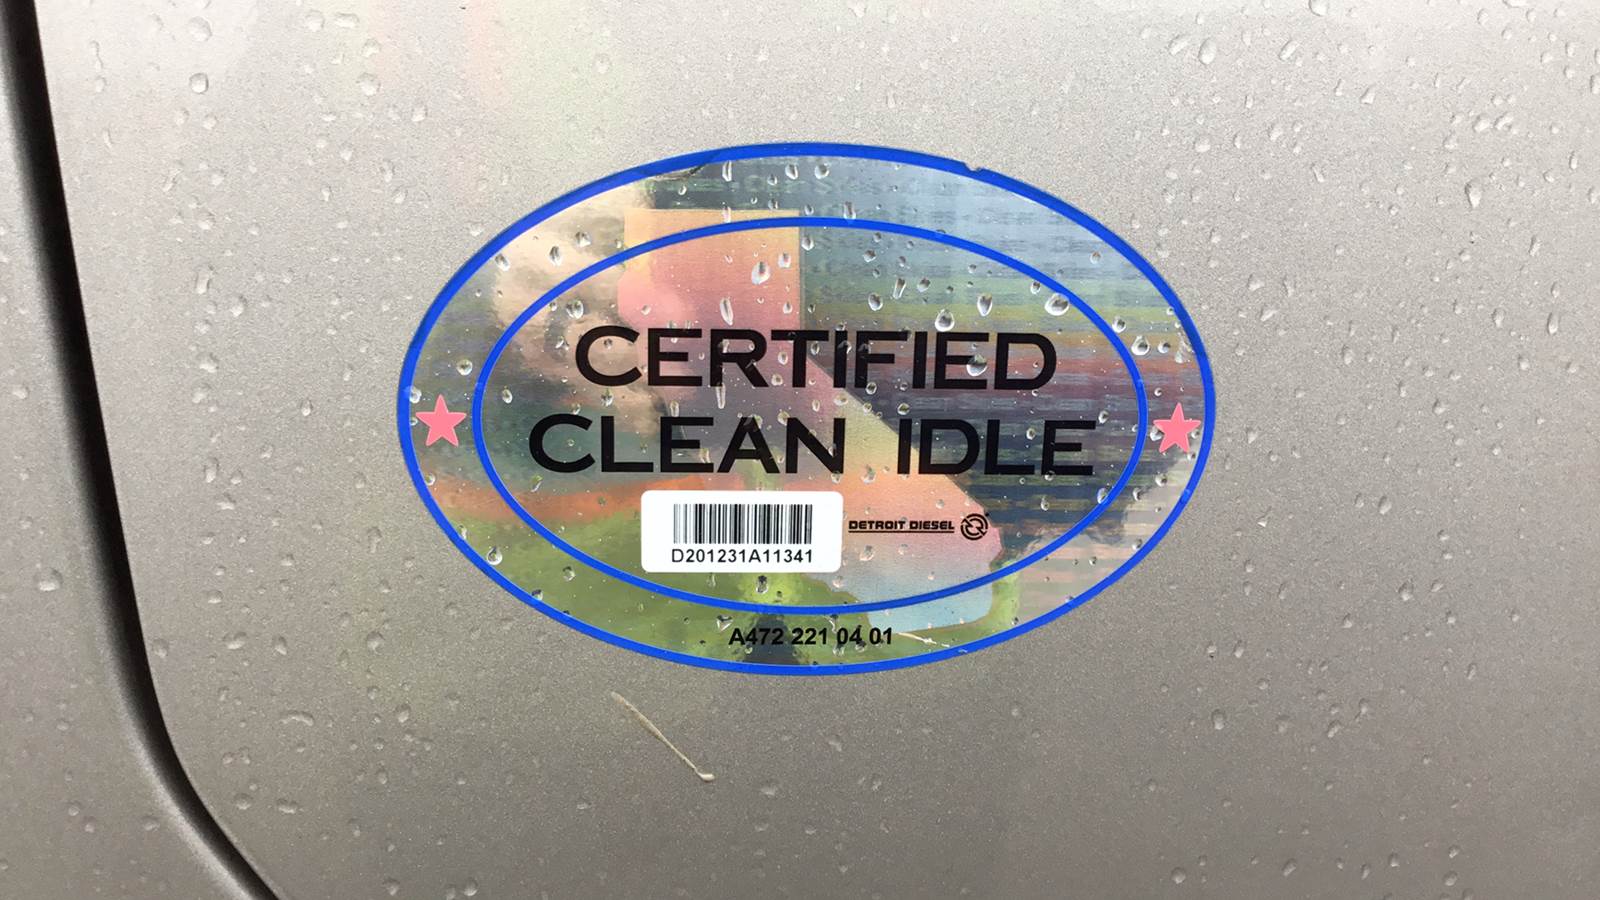 CERTIFIED
CLEAN IDLE
D201231A11341
DETROIT DIESEL
A472 221 04 01